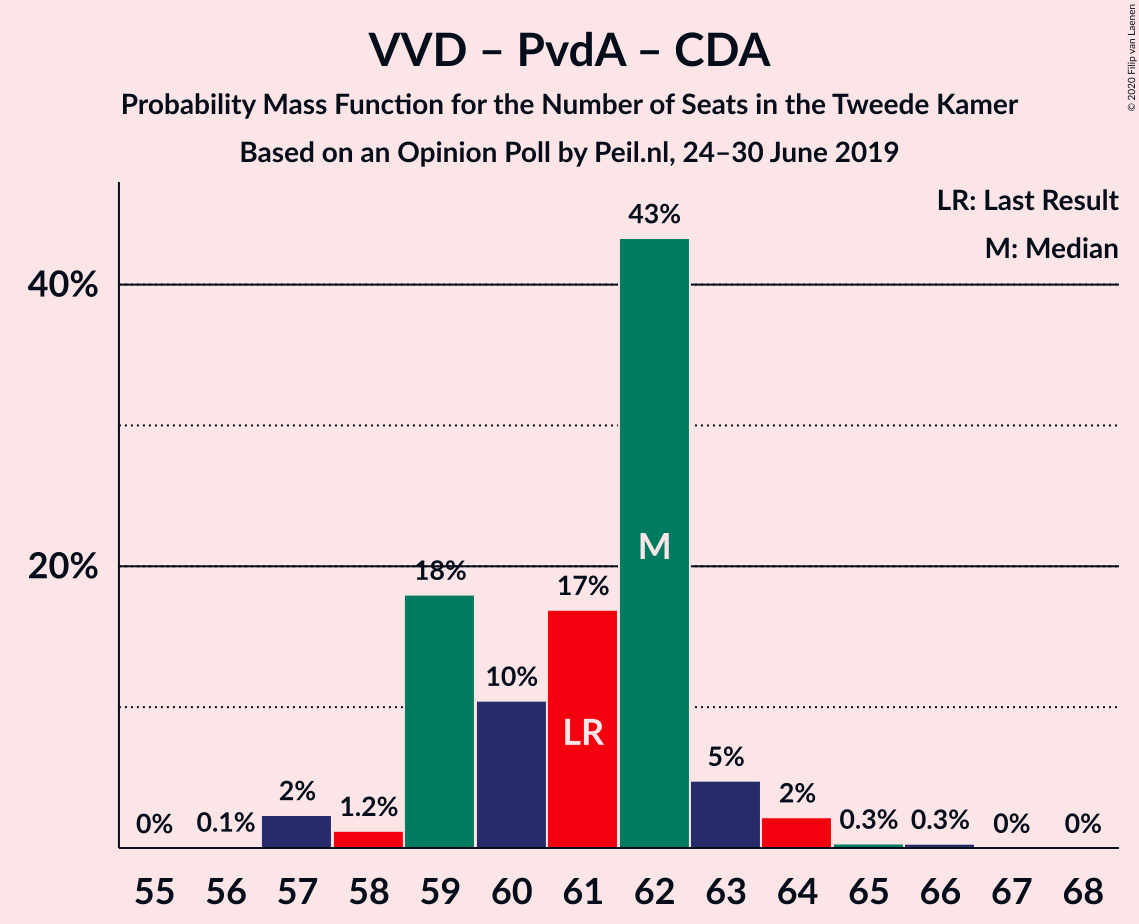 VVD – PvdA – CDA
Probability Mass Function for the Number of Seats in the Tweede Kamer
Based on an Opinion Poll by Peil.nl, 24–30 June 2019
© 2020 Filip van Laenen
LR: Last Result
M: Median
40%
20%
0%
0.1%
2%
1.2%
18%
10%
17%
43%
5%
2%
0.3%
0.3%
0%
0%
LR
M
55 56 57 58 59 60 61 62 63 64 65 66 67 68